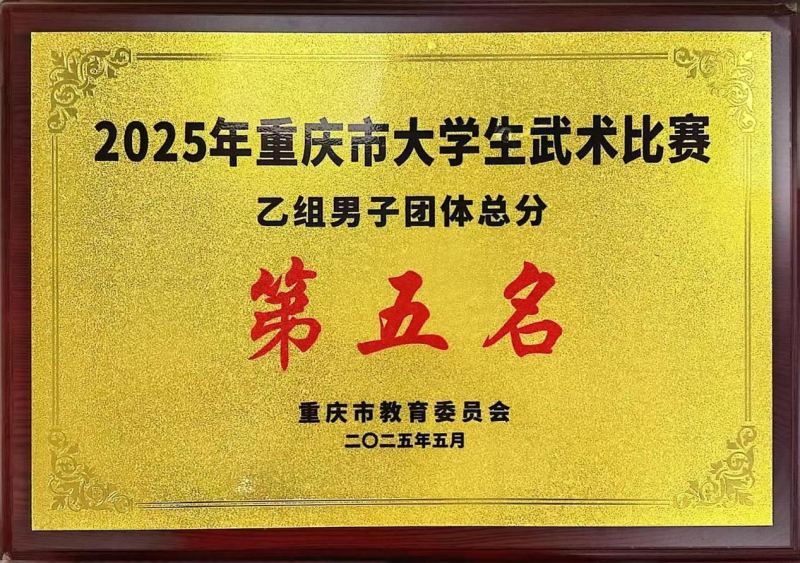 2025年重庆市大学生武术比赛
乙组男子团体总分
第五名
重庆市教育委员会
二〇二五年五月